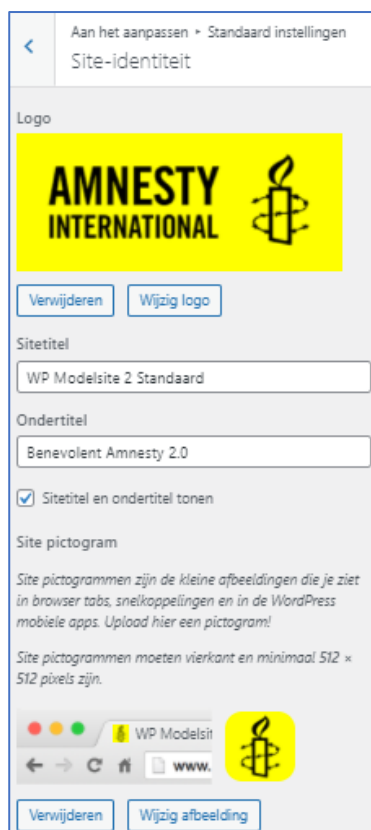 Aan het aanpassen ▸ Standaard instellingen
Site-identiteit
Logo
AMNESTY
INTERNATIONAL
Verwijderen Wijzig logo
Sitetitel
WP Modelsite 2 Standaard
Ondertitel
Benevolent Amnesty 2.0
Sitetitel en ondertitel tonen
Site pictogram
Site pictogrammen zijn de kleine afbeeldingen die je ziet
in browser tabs, snelkoppelingen en in de WordPress
mobiele apps. Upload hier een pictogram!
Site pictogrammen moeten vierkant en minimaal 512 ×
512 pixels zijn.
WP Modelsit
www.
Verwijderen Wijzig afbeelding